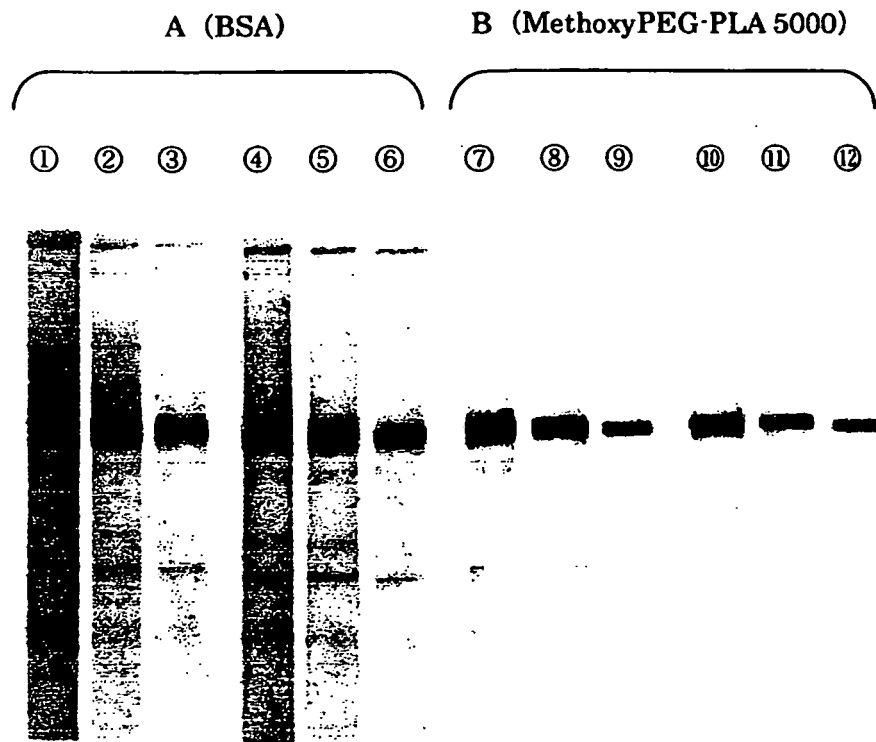 A (BSA)
B (MethoxyPEG-PLA 5000)
① ② ③ ④ ⑤ ⑥ ⑦ ⑧ ⑨ ⑩ ⑪ ⑫